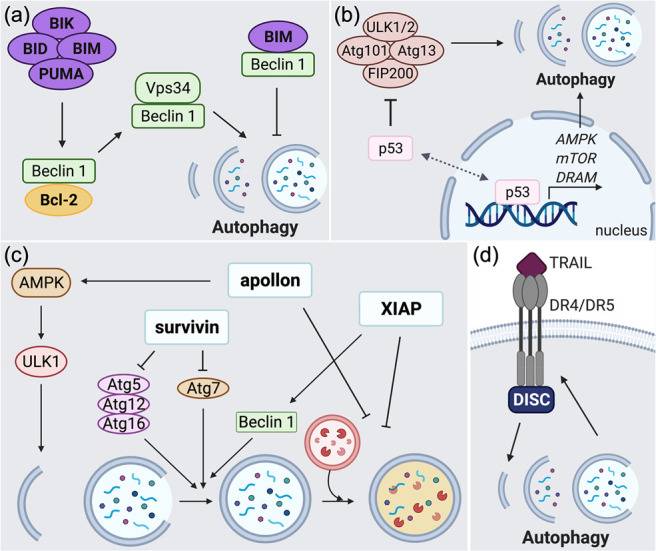 (a)
BIK
BID
BIM
PUMA
BIM
Beclin 1
Vps34
Beclin 1
Beclin 1
Bcl-2
Autophagy
(b)
ULK1/2
Atg101
Atg13
FIP200
Autophagy
p53
AMPK
mTOR
DRAM
p53
nucleus
(c)
AMPK
apollon
XIAP
survivin
ULK1
Atg5
Atg12
Atg16
Atg7
Beclin 1
(d)
TRAIL
DR4/DR5
DISC
Autophagy